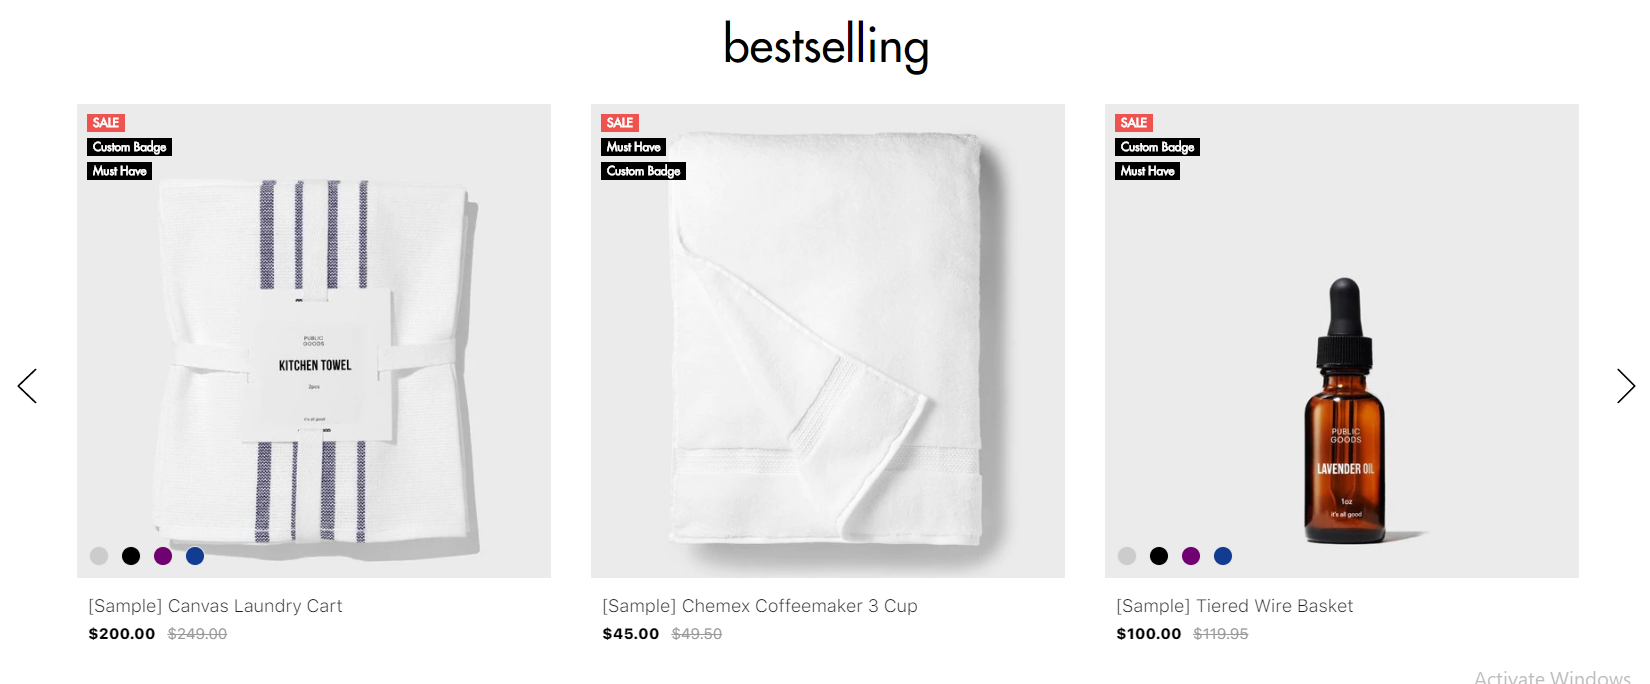 bestselling
SALE
Custom Badge
Must Have
PUBLIC
GOODS
KITCHEN TOWEL
2pcs
it's all good
[Sample] Canvas Laundry Cart
$200.00 $249.00
SALE
Must Have
Custom Badge
[Sample] Chemex Coffeemaker 3 Cup
$45.00 $49.50
SALE
Custom Badge
Must Have
PUBLIC
GOODS
LAVENDER OIL
1oz
it's all good
[Sample] Tiered Wire Basket
$100.00 $119.95
Activate Windows